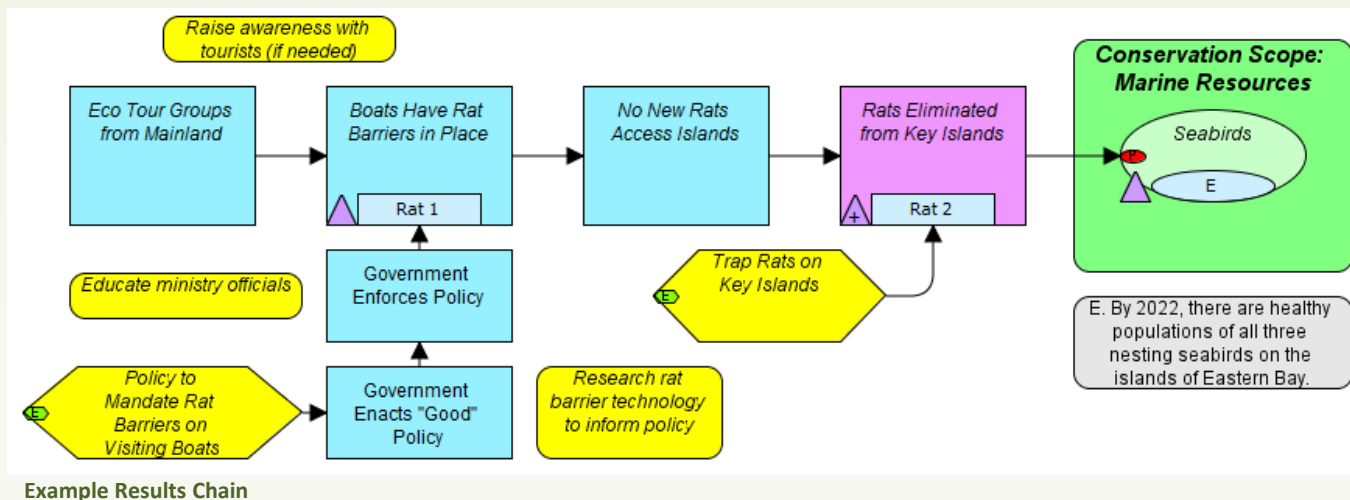 Raise awareness with
tourists (if needed)
Eco Tour Groups
from Mainland
Boats Have Rat
Barriers in Place
Rat 1
No New Rats
Access Islands
Rats Eliminated
from Key Islands
+
Rat 2
Conservation Scope:
Marine Resources
Seabirds
P
E
Educate ministry officials
Government
Enforces Policy
E
Trap Rats on
Key Islands
E. By 2022, there are healthy
populations of all three
nesting seabirds on the
islands of Eastern Bay.
E
Policy to
Mandate Rat
Barriers on
Visiting Boats
Government
Enacts "Good"
Policy
Research rat
barrier technology
to inform policy
Example Results Chain